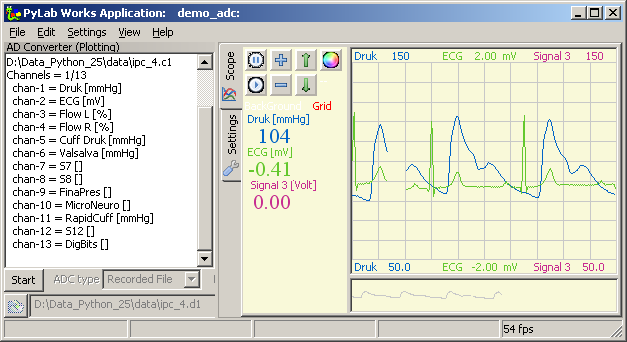 PyLab Works Application: demo_adc:
File Edit Settings View Help
AD Converter (Plotting)
D:\Data_Python_25\data\ipc_4.c1
Channels = 1/13
chan-1 = Druk [mmHg]
chan-2 = ECG [mV]
chan-3 = Flow L [%]
chan-4 = Flow R [%]
chan-5 = Cuff Druk [mmHg]
chan-6 = Valsalva [mmHg]
chan-7 = S7 []
chan-8 = S8 []
chan-9 = FinaPres []
chan-10 = MicroNeuro []
chan-11 = RapidCuff [mmHg]
chan-12 = S12 []
chan-13 = DigBits []
Start ADC type Recorded File
D:\Data_Python_25\data\ipc_4.d1
Scope
Settings
BackGround Grid
Druk [mmHg]
104
ECG [mV]
-0.41
Signal 3 [Volt]
0.00
Druk 150 ECG 2.00 mV Signal 3 150
Druk 50.0 ECG -2.00 mV Signal 3 50.0
54 fps